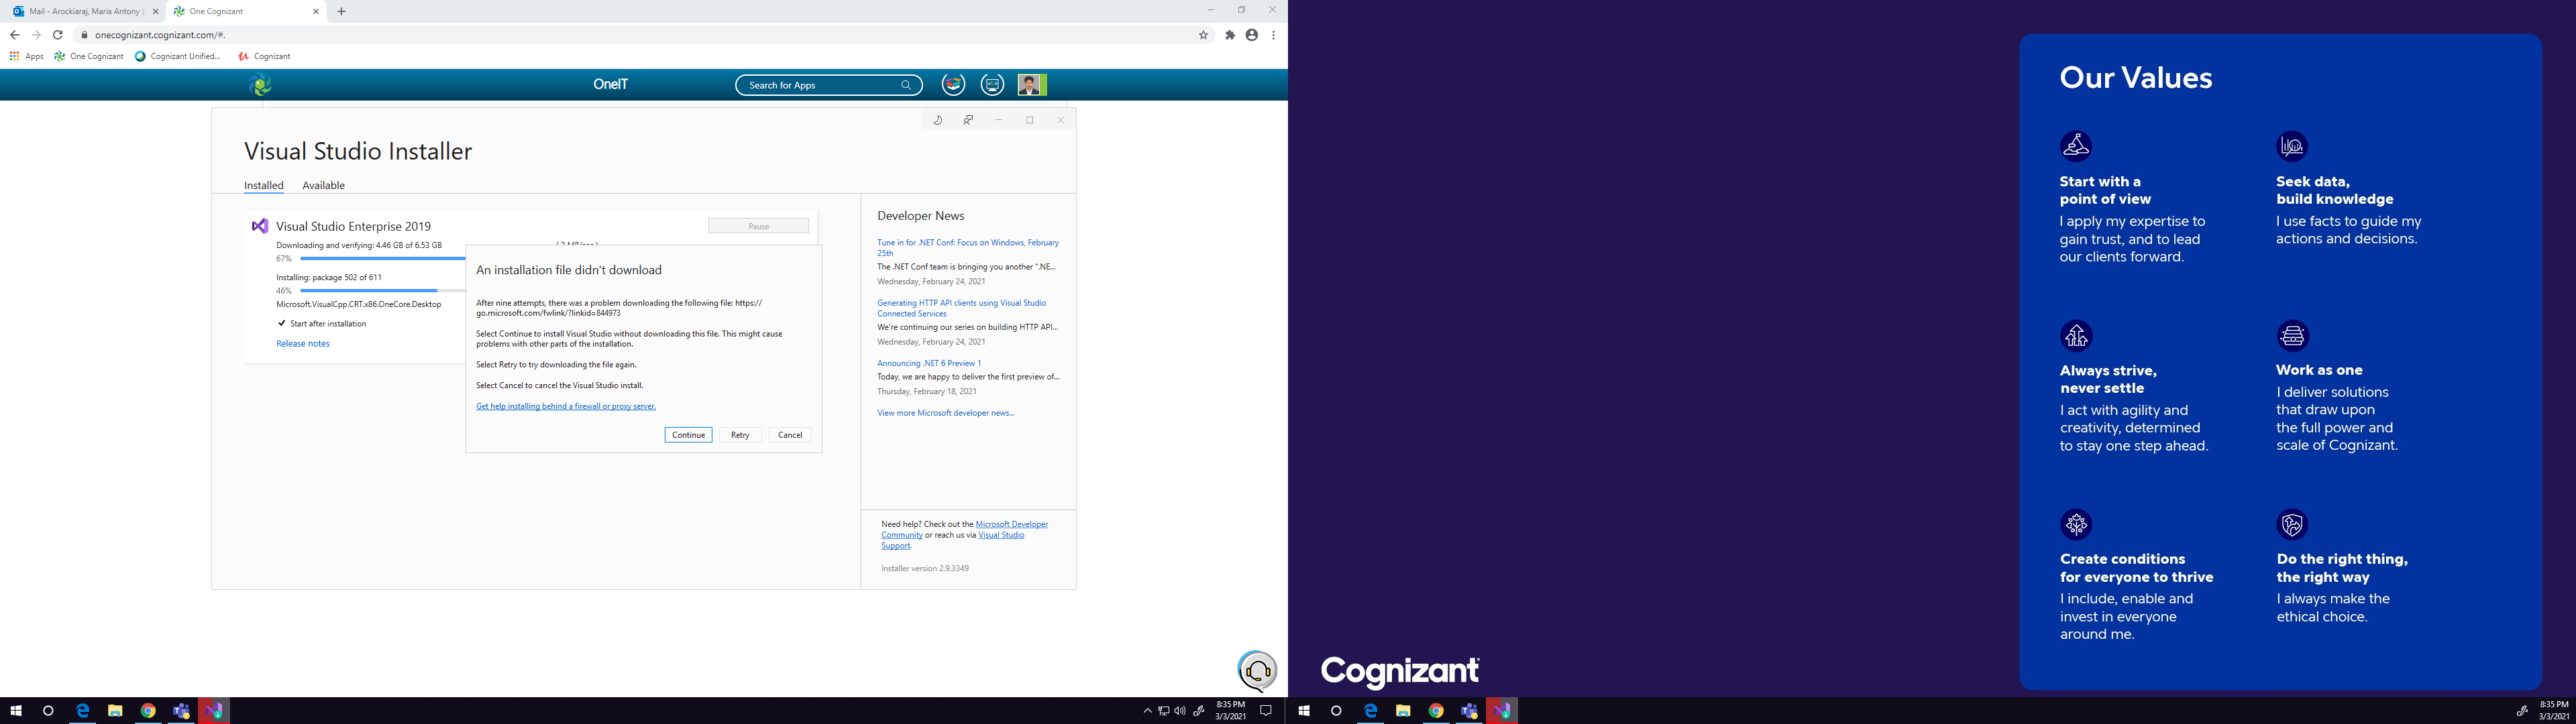 Mail - Arockiaraj, Maria Antony (
One Cognizant
onecognizant.cognizant.com/#.
Apps
One Cognizant
Cognizant Unified...
Cognizant
OneIT
Search for Apps
Visual Studio Installer
Installed
Available
Visual Studio Enterprise 2019
Pause
Downloading and verifying: 4.46 GB of 6.53 GB
67%
Installing: package 502 of 611
46%
Microsoft.VisualCpp.CRT.x86.OneCore.Desktop
Start after installation
Release notes
An installation file didn't download
After nine attempts, there was a problem downloading the following file: https://
go.microsoft.com/fwlink/?linkid=844973
Select Continue to install Visual Studio without downloading this file. This might cause
problems with other parts of the installation.
Select Retry to try downloading the file again.
Select Cancel to cancel the Visual Studio install.
Get help installing behind a firewall or proxy server.
Continue
Retry
Cancel
Developer News
Tune in for .NET Conf: Focus on Windows, February
25th
The .NET Conf team is bringing you another ".NE...
Wednesday, February 24, 2021
Generating HTTP API clients using Visual Studio
Connected Services
We're continuing our series on building HTTP API...
Wednesday, February 24, 2021
Announcing .NET 6 Preview 1
Today, we are happy to deliver the first preview of...
Thursday, February 18, 2021
View more Microsoft developer news...
Need help? Check out the Microsoft Developer
Community or reach us via Visual Studio
Support.
Installer version 2.9.3349
8:35 PM
3/3/2021
Our Values
Start with a
point of view
I apply my expertise to
gain trust, and to lead
our clients forward.
Seek data,
build knowledge
I use facts to guide my
actions and decisions.
Always strive,
never settle
I act with agility and
creativity, determined
to stay one step ahead.
Work as one
I deliver solutions
that draw upon
the full power and
scale of Cognizant.
Create conditions
for everyone to thrive
I include, enable and
invest in everyone
around me.
Do the right thing,
the right way
I always make the
ethical choice.
Cognizant
8:35 PM
3/3/2021